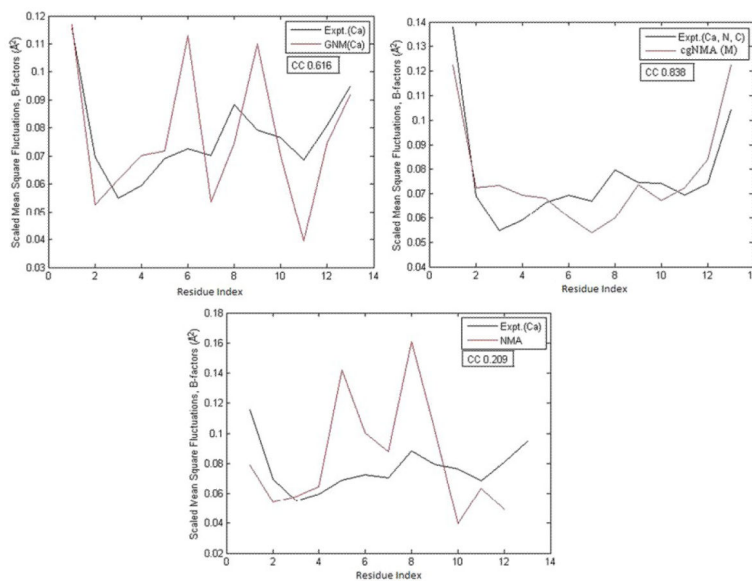 Scaled Mean Square Fluctuations, B-factors (Å²)
0.12
0.11
0.1
0.09
0.08
0.07
0.06
0.05
0.04
0.03
0 2 4 6 8 10 12 14
Residue Index
Expt.(Ca)
GNM(Ca)
CC 0.616
Scaled Mean Square Fluctuations, B-factors (Å²)
0.14
0.13
0.12
0.11
0.1
0.09
0.08
0.07
0.06
0.05
0.04
0 2 4 6 8 10 12 14
Residue Index
Expt.(Ca, N, C)
cgNMA (M)
CC 0.838
Scaled Mean Square Fluctuations, B-factors (Å²)
0.18
0.16
0.14
0.12
0.1
0.08
0.06
0.04
0.02
0 2 4 6 8 10 12 14
Residue Index
Expt.(Ca)
NMA
CC 0.209